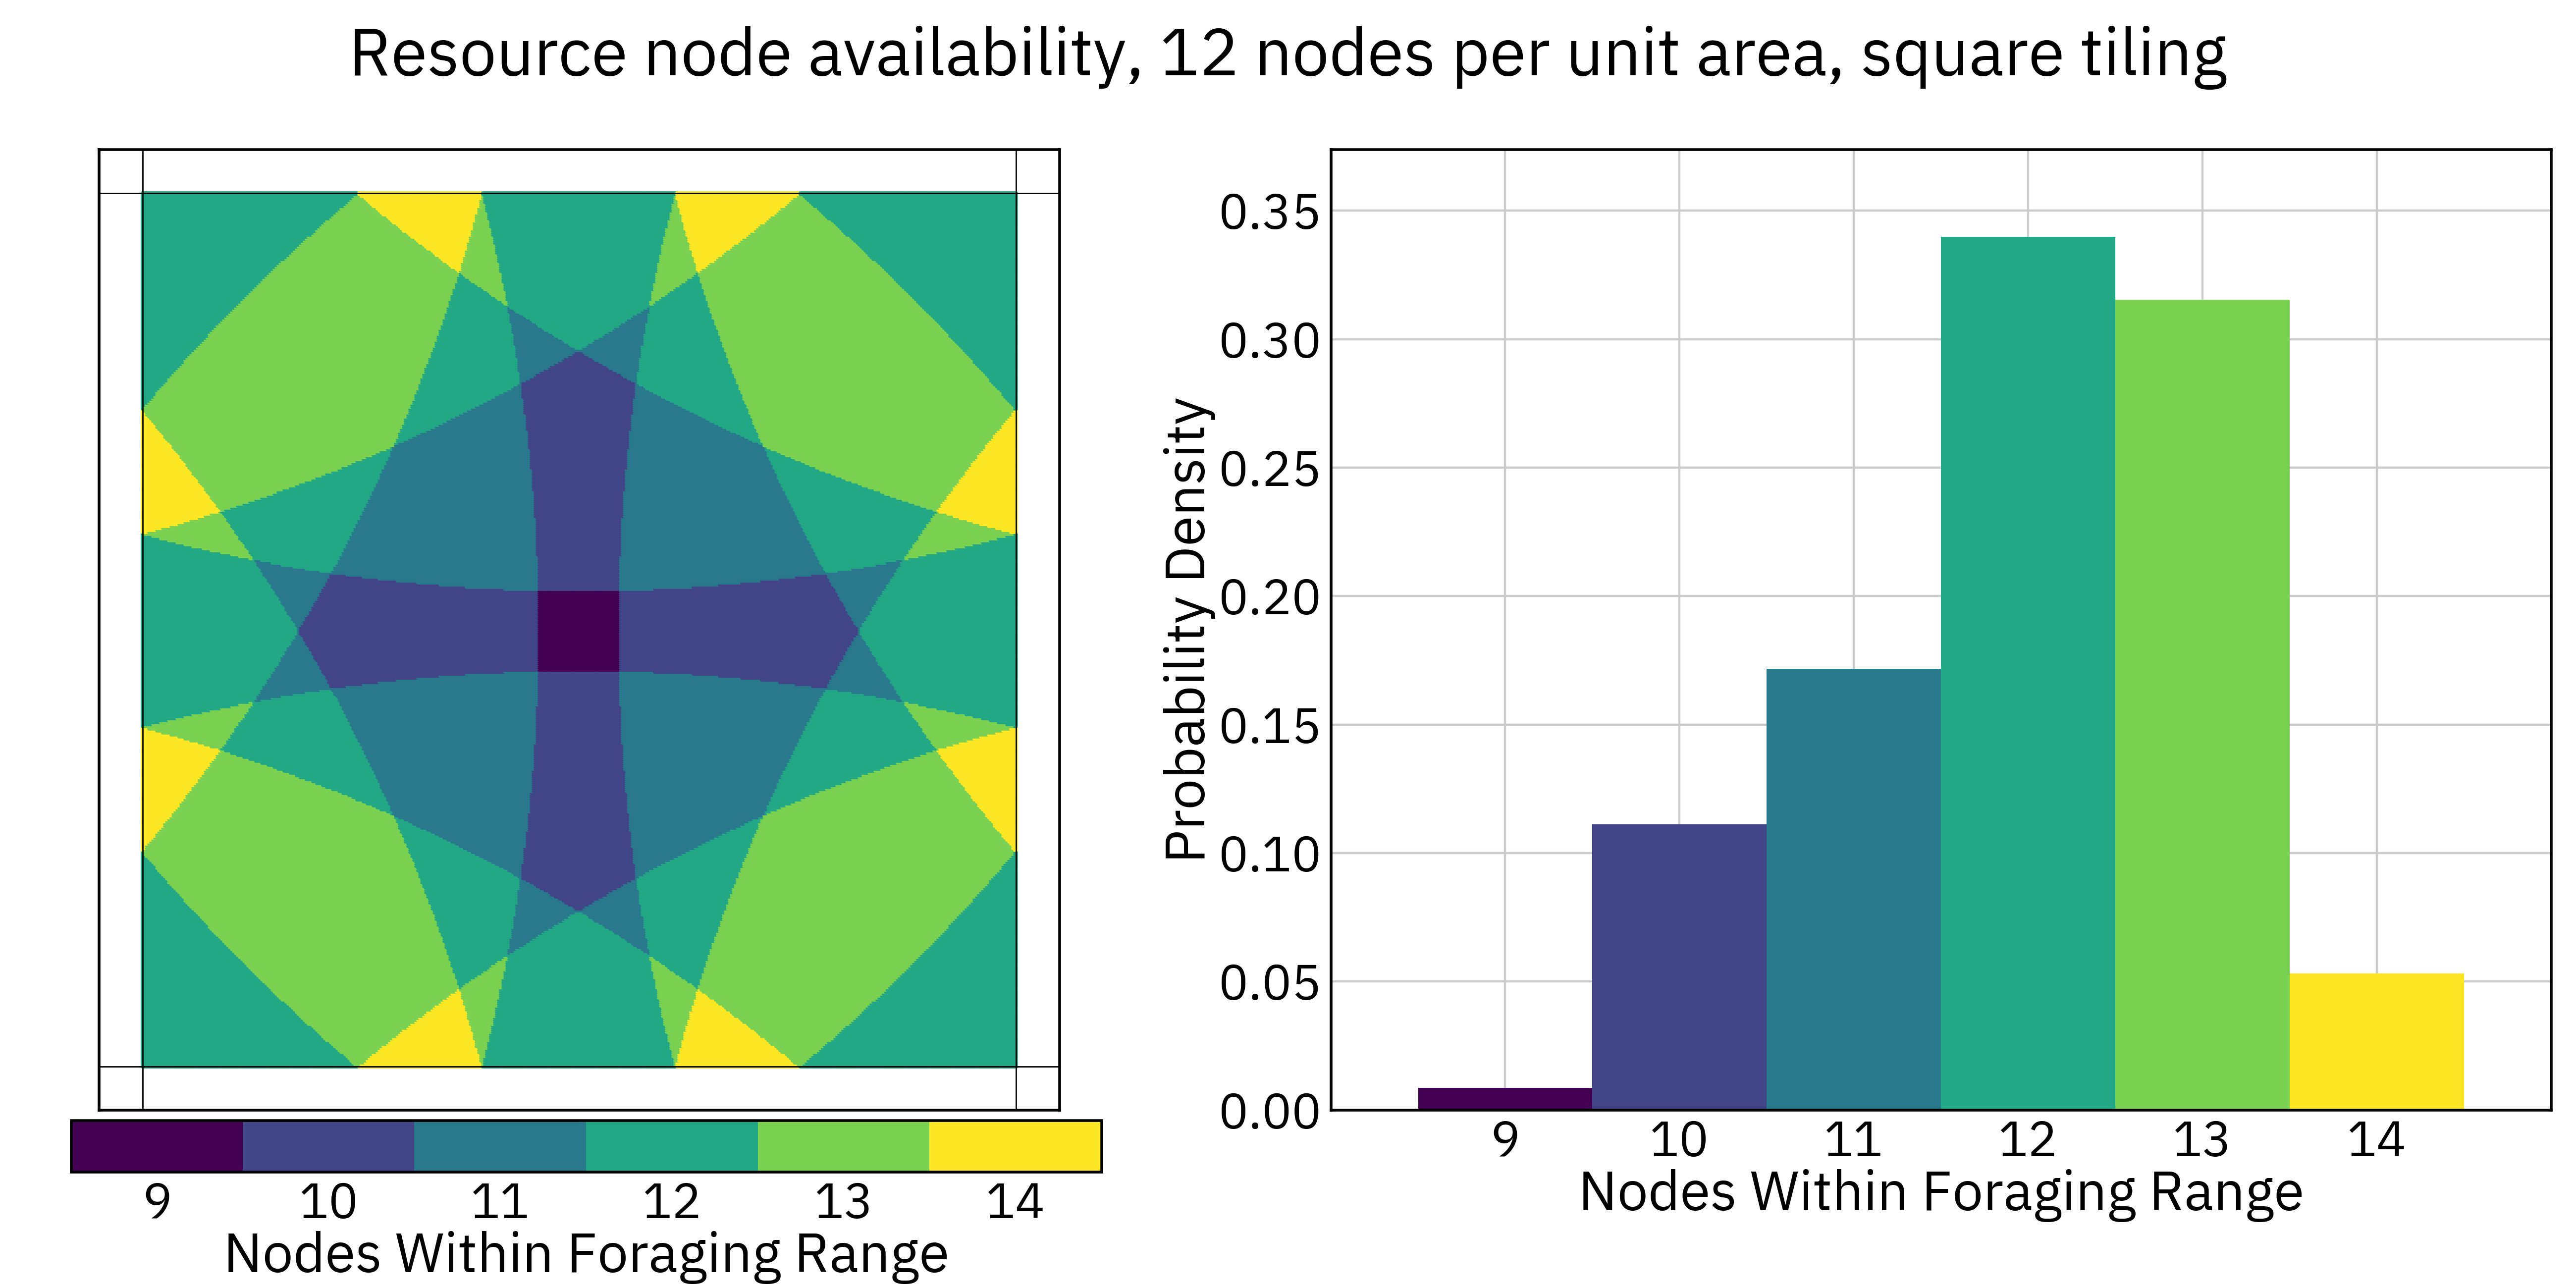 Resource node availability, 12 nodes per unit area, square tiling
9 10 11 12 13 14
Nodes Within Foraging Range
Probability Density
0.35
0.30
0.25
0.20
0.15
0.10
0.05
0.00
9 10 11 12 13 14
Nodes Within Foraging Range